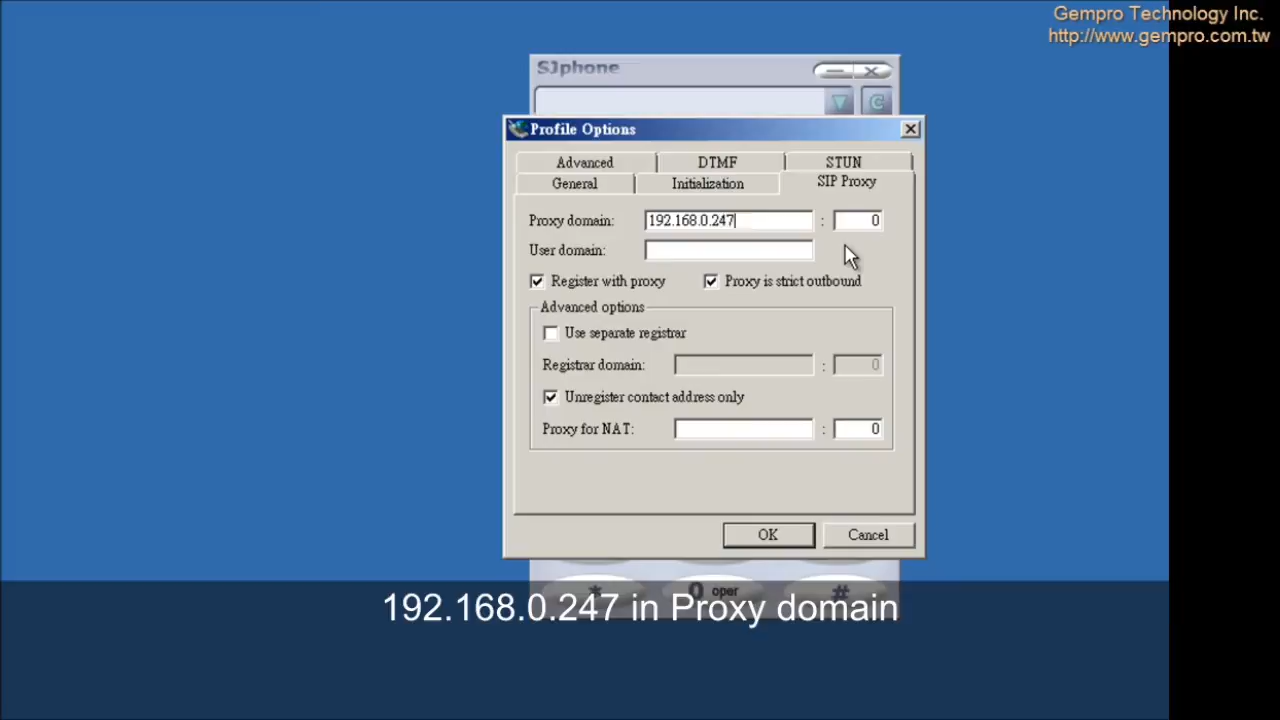 Gempro Technology Inc.
http://www.gempro.com.tw
SJphone
Profile Options
Advanced DTMF STUN
General Initialization SIP Proxy
Proxy domain: 192.168.0.247 : 0
User domain:
Register with proxy Proxy is strict outbound
Advanced options
Use separate registrar
Registrar domain: : 0
Unregister contact address only
Proxy for NAT: : 0
OK Cancel
* 0 oper #
192.168.0.247 in Proxy domain